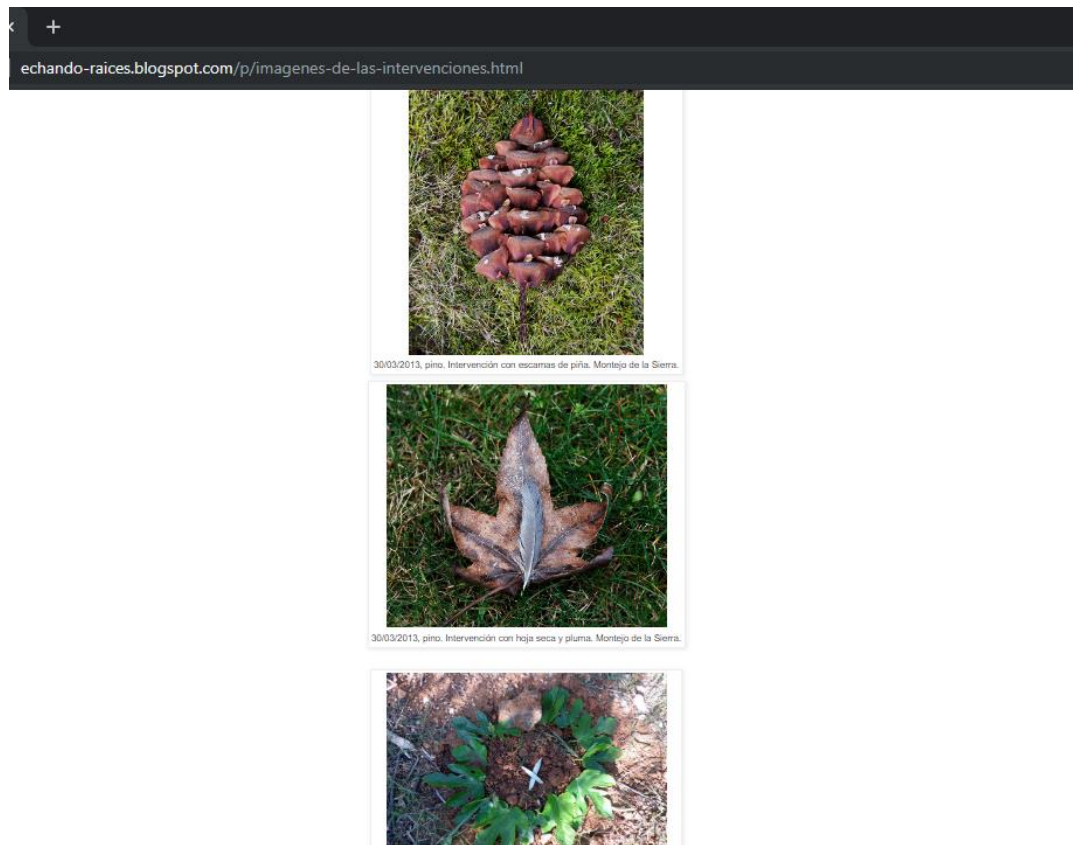 echando-raices.blogspot.com/p/imagenes-de-las-intervenciones.html
30/03/2013, pino. Intervención con escamas de piña. Montejo de la Sierra.
30/03/2013, pino. Intervención con hoja seca y pluma. Montejo de la Sierra.